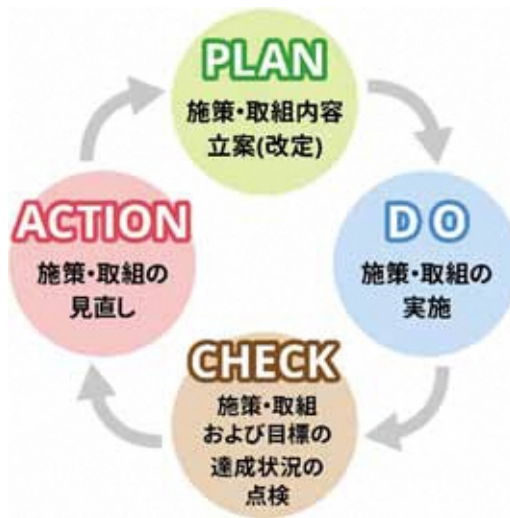 PLAN
施策・取組内容
立案(改定)
DO
施策・取組の
実施
CHECK
施策・取組
および目標の
達成状況の
点検
ACTION
施策・取組の
見直し